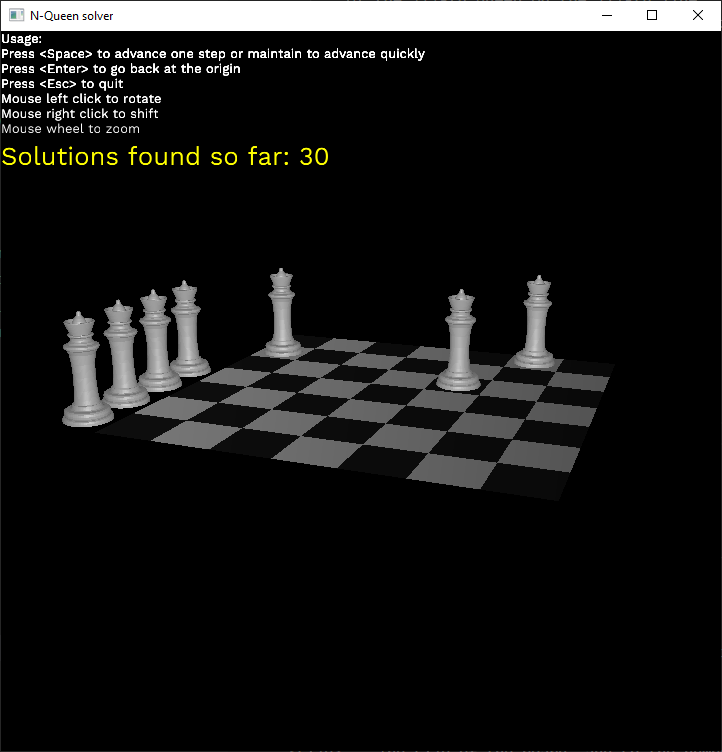 N-Queen solver
Usage:
Press <Space> to advance one step or maintain to advance quickly
Press <Enter> to go back at the origin
Press <Esc> to quit
Mouse left click to rotate
Mouse right click to shift
Mouse wheel to zoom
Solutions found so far: 30